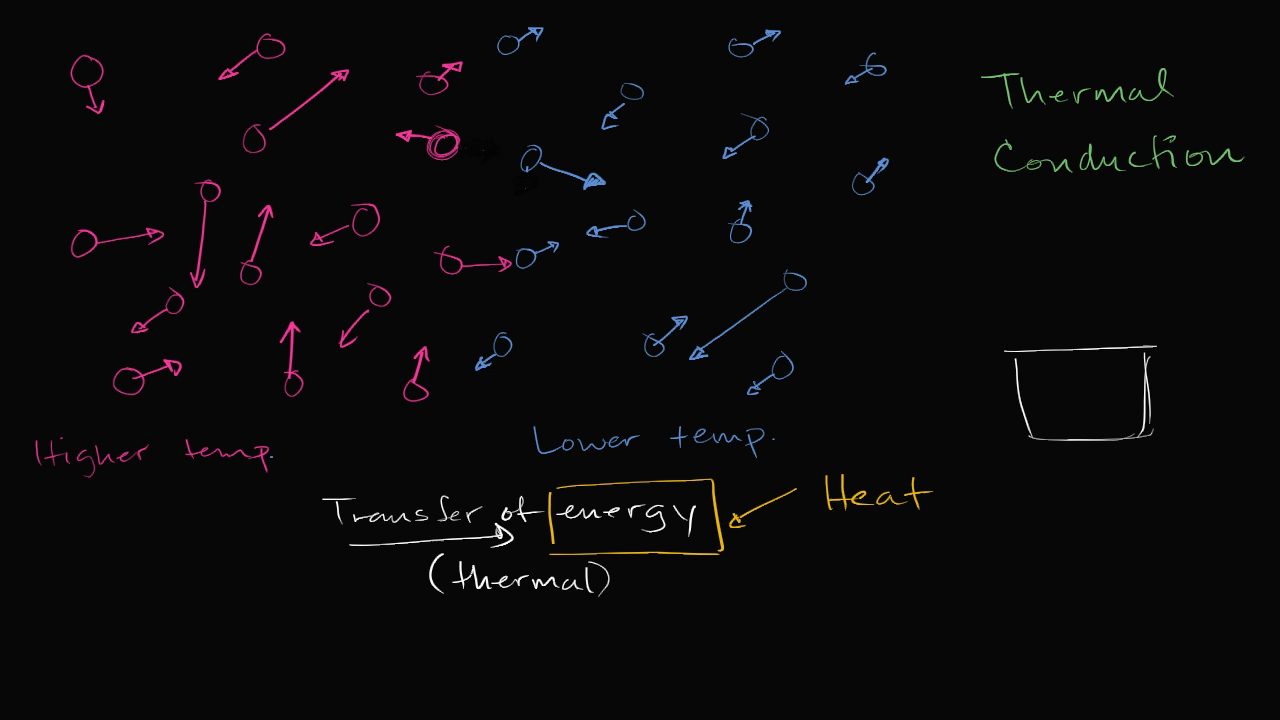 Thermal
Conduction
Higher temp.
Lower temp.
Transfer of energy
Heat
(thermal)